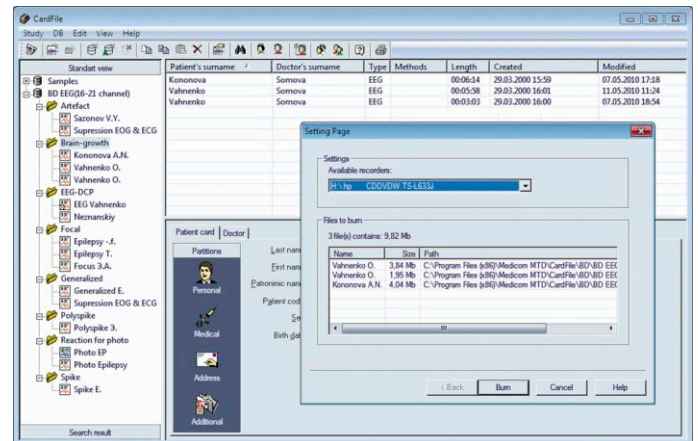 CardFile
Study DB Edit View Help
Standart veiw
Samples
BD EEG(16-21 channel)
Artefact
Sazonov V.Y.
Supression EOG & ECG
Brain-growth
Kononova A.N.
Vahnenko O.
Vahnenko O.
EEG-DCP
EEG Vahnenko
Neznanskiy
Focal
Epilepsy -.f.
Epilepsy T.
Focus 3.A.
Generalized
Generalized E.
Supression EOG & ECG
Polyspike
Polyspike 3.
Reaction for photo
Photo EP
Photo Epilepsy
Spike
Spike E.
Search result
Patient's surname / Doctor's surname Type Methods Length Created Modified
Kononova Somova EEG 00:06:14 29.03.2000 15:59 07.05.2010 17:18
Vahnenko Somova EEG 00:05:58 29.03.2000 16:01 11.05.2010 11:24
Vahnenko Somova EEG 00:03:03 29.03.2000 16:00 07.05.2010 18:54
Patient card Doctor
Partitions
Personal
Medical
Address
Additional
Last nam
First nam
Patronimic nam
Patient cod
Se
Birth dat
Setting Page
Settings
Available recorders:
H:\ hp CDDVDW TS-L633J
Files to burn
3 file(s) contains: 9,82 Mb
Name Size Path
Vahnenko O. 3,84 Mb C:\Program Files (x86)\Medicom MTD\CardFile\BD\BD EEC
Vahnenko O. 1,95 Mb C:\Program Files (x86)\Medicom MTD\CardFile\BD\BD EEC
Kononova A.N. 4,04 Mb C:\Program Files (x86)\Medicom MTD\CardFile\BD\BD EEC
< Back Burn Cancel Help